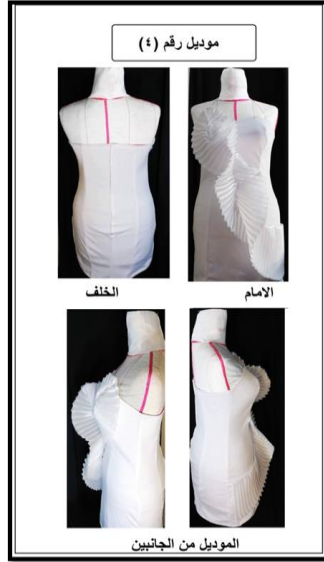 موديل رقم (٤)
الامام
الخلف
الموديل من الجانبين